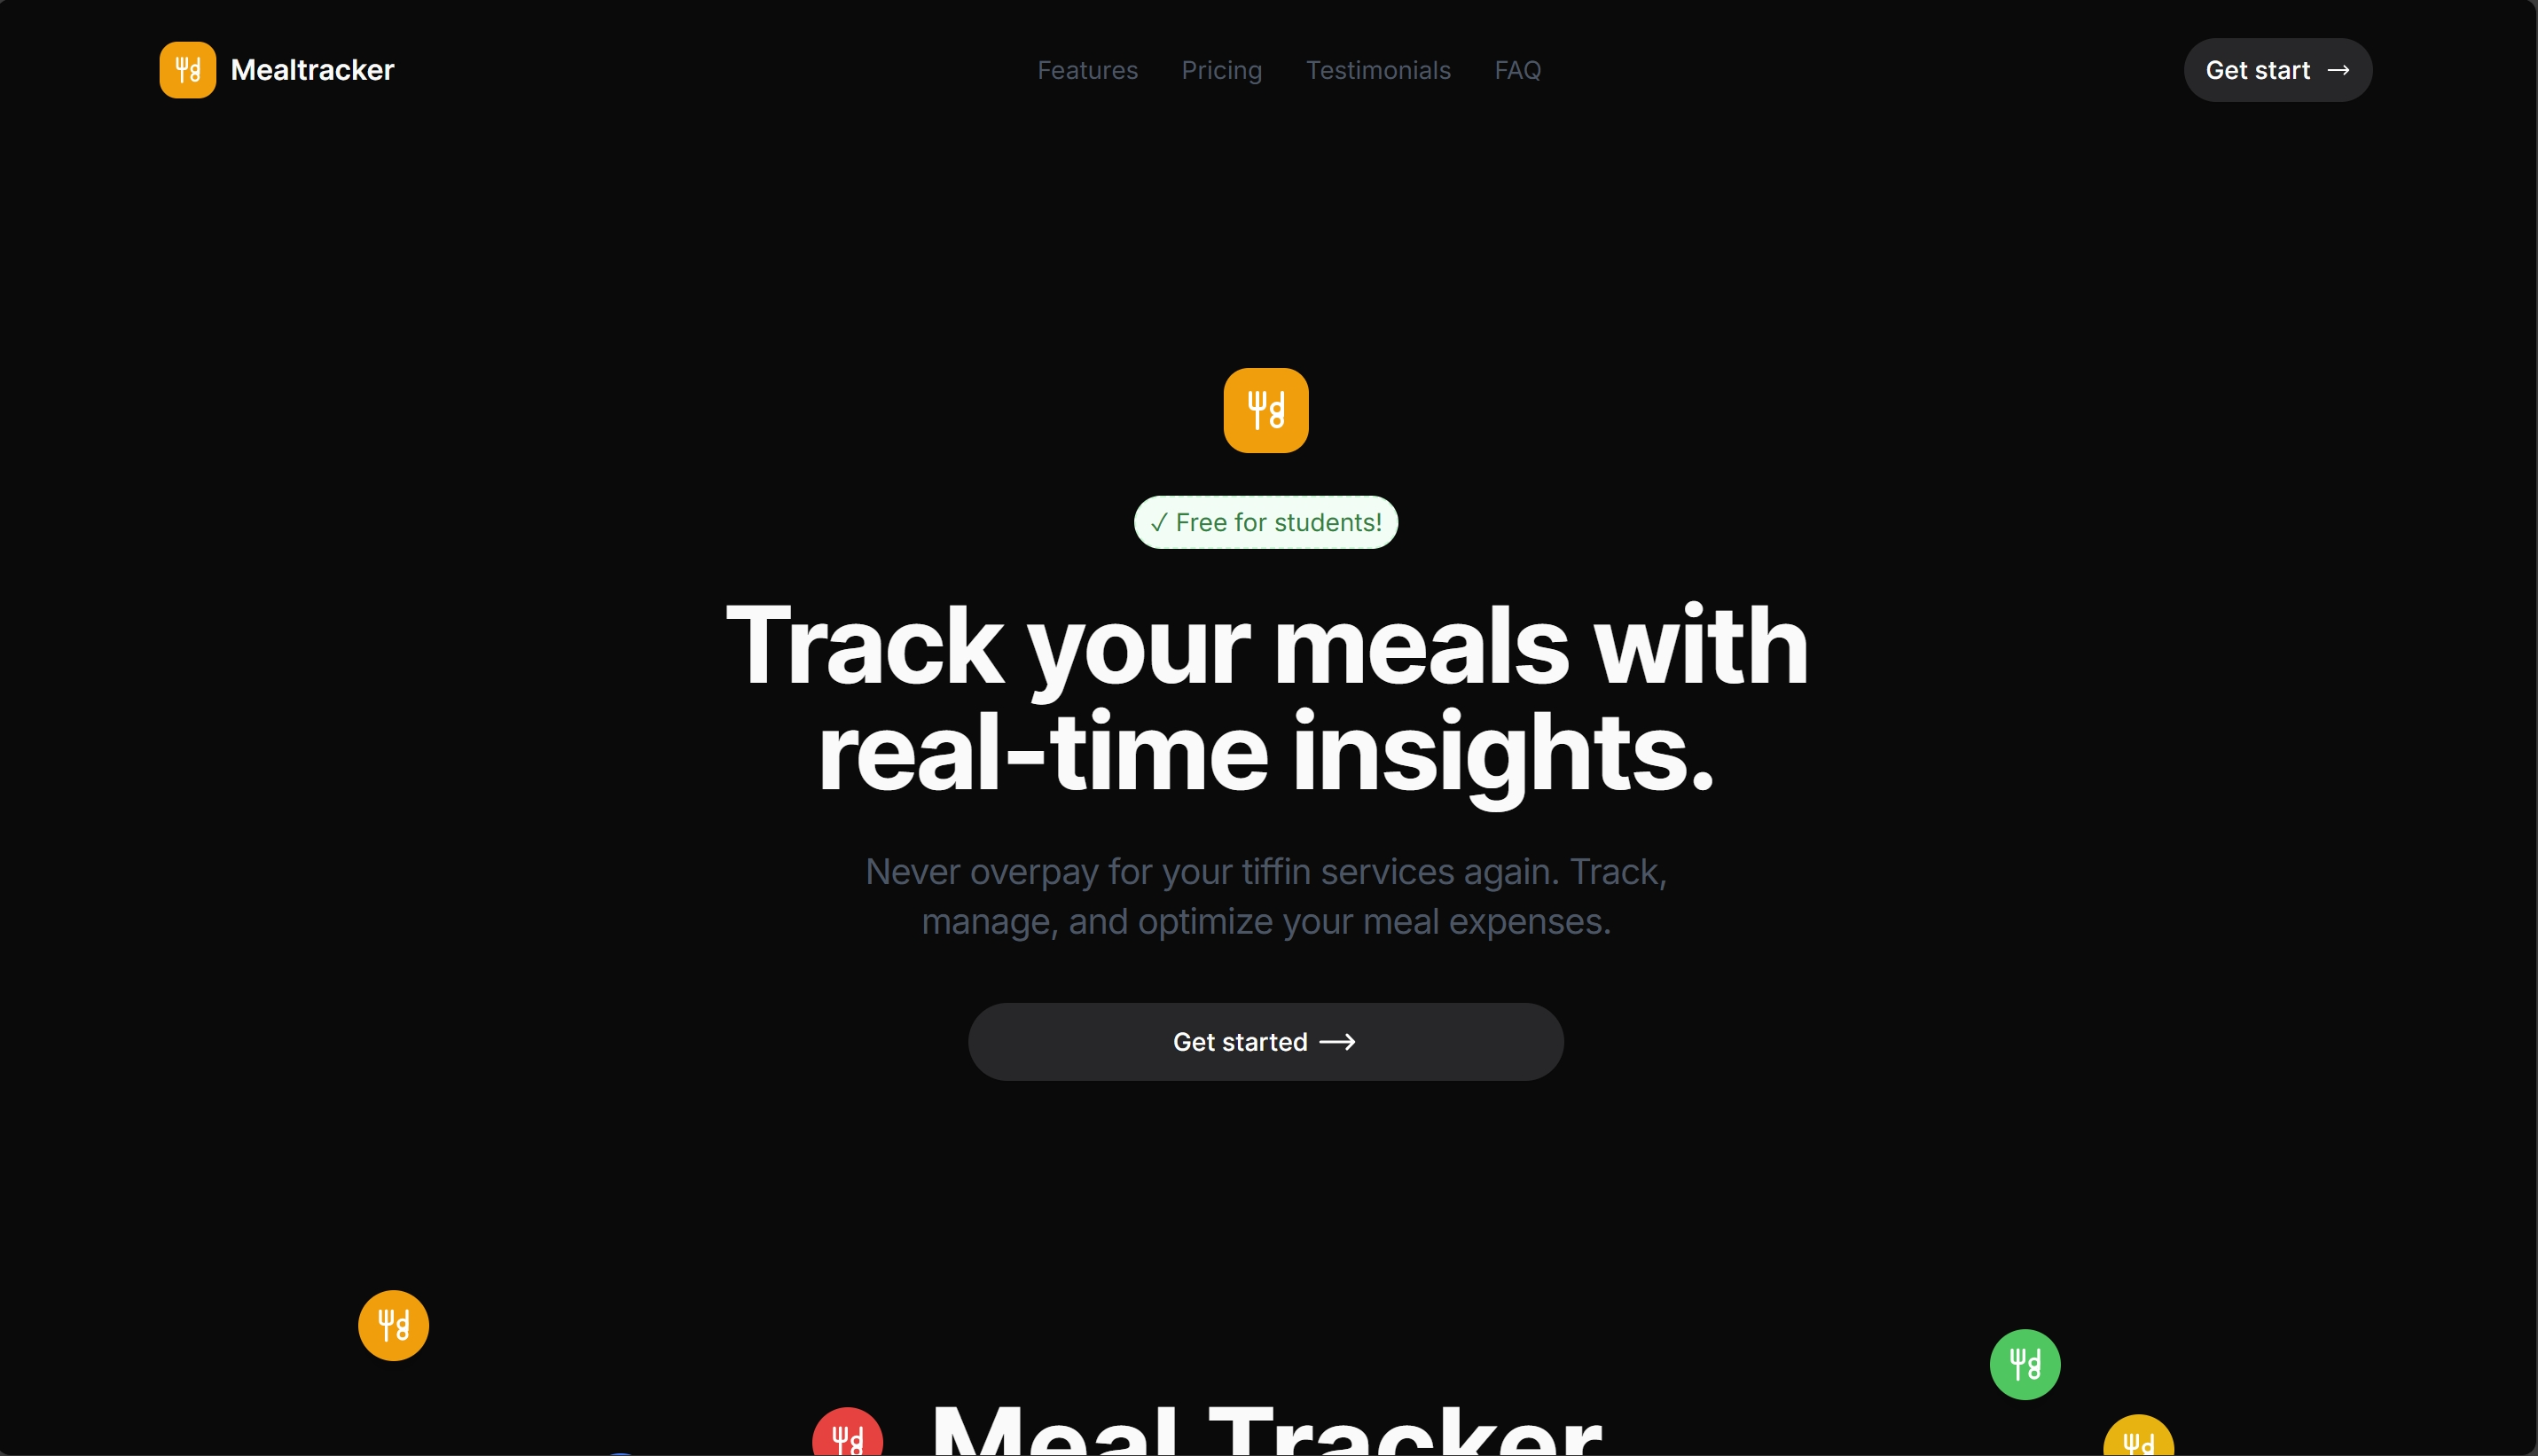 Mealtracker
Features
Pricing
Testimonials
FAQ
Get start →
✓ Free for students!
Track your meals with
real-time insights.
Never overpay for your tiffin services again. Track,
manage, and optimize your meal expenses.
Get started →
Meal Tracker